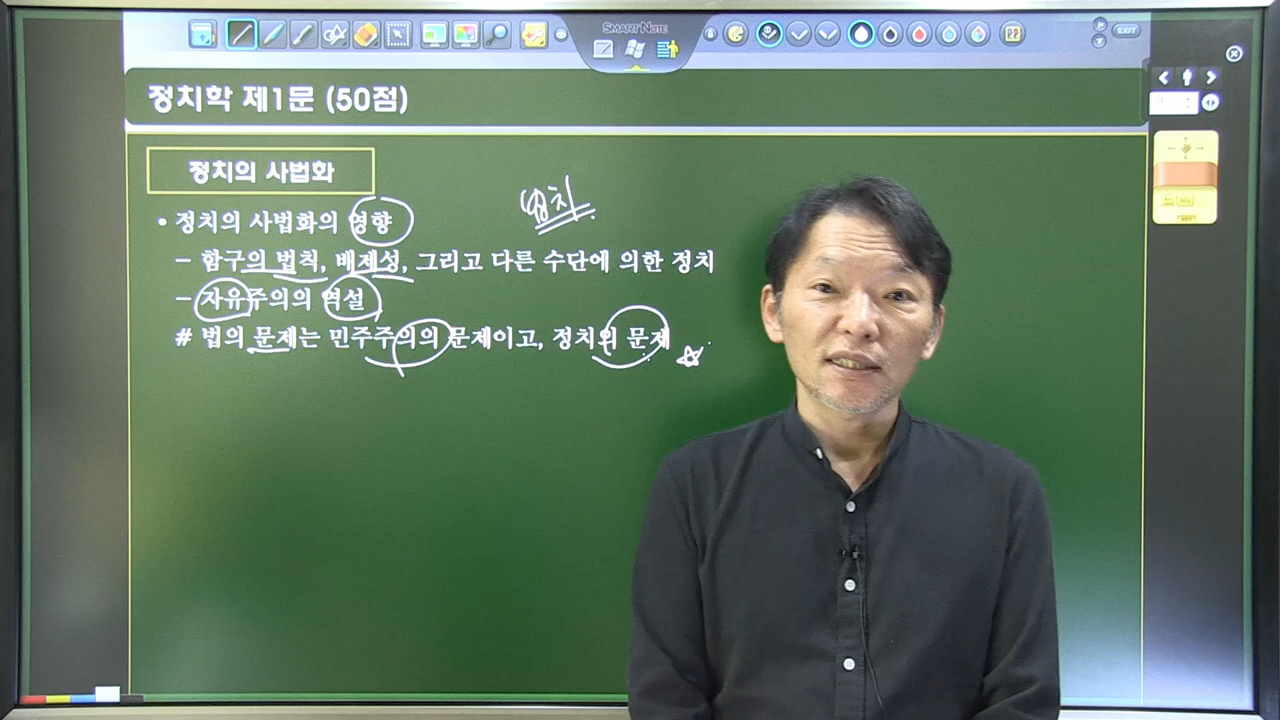 SMART NOTE
EXIT
정치학 제1문 (50점)
정치의 사법화
법치
• 정치의 사법화의 영향
– 함구의 법칙, 배제성, 그리고 다른 수단에 의한 정치
– 자유주의의 역설
# 법의 문제는 민주주의의 문제이고, 정치의 문제